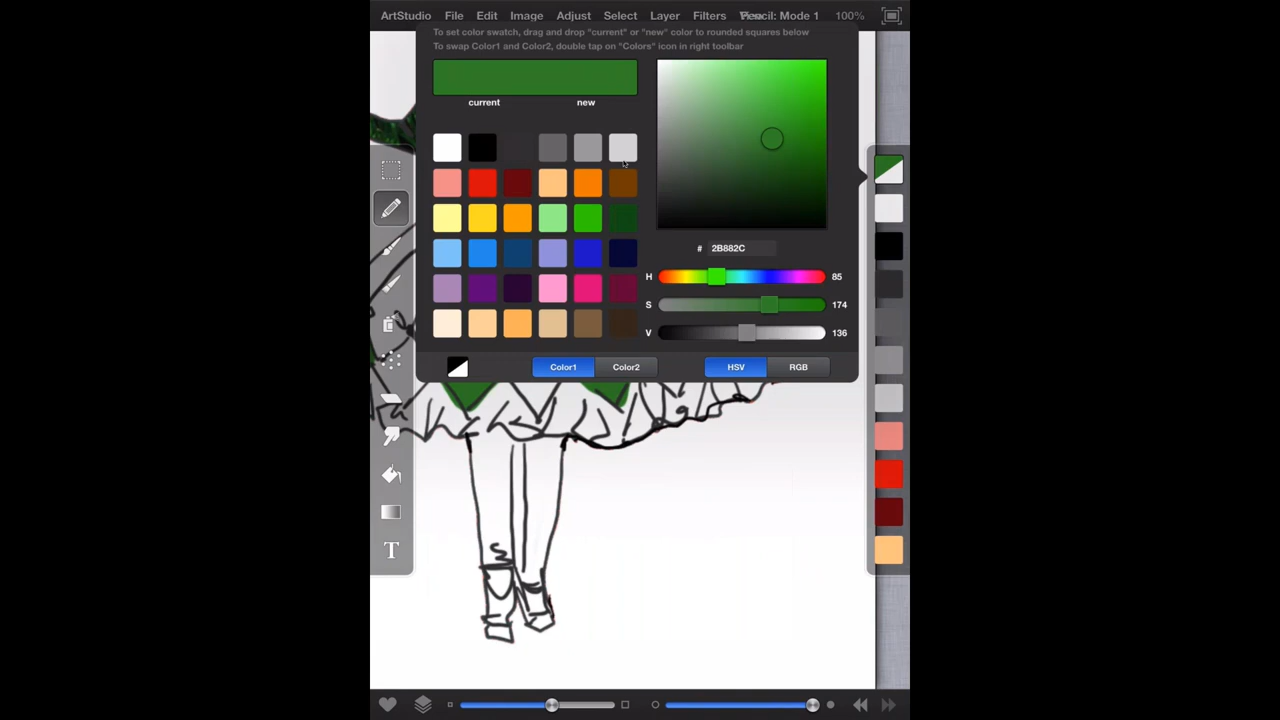 ArtStudio File Edit Image Adjust Select Layer Filters Pencil: Mode 1 100%
To set color swatch, drag and drop "current" or "new" color to rounded squares below
To swap Color1 and Color2, double tap on "Colors" icon in right toolbar
current new
# 2B882C
H 85
S 174
V 136
Color1 Color2 HSV RGB
T